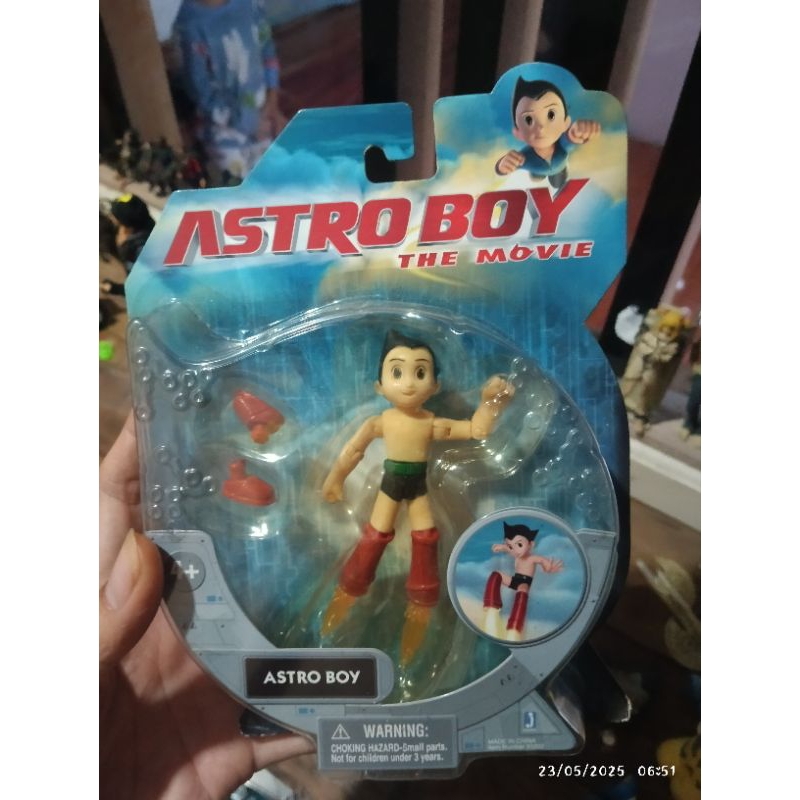 ASTRO BOY
THE MOVIE
4+
ASTRO BOY
WARNING:
CHOKING HAZARD-Small parts.
Not for children under 3 years.
MADE IN CHINA
23/05/2025 06:51